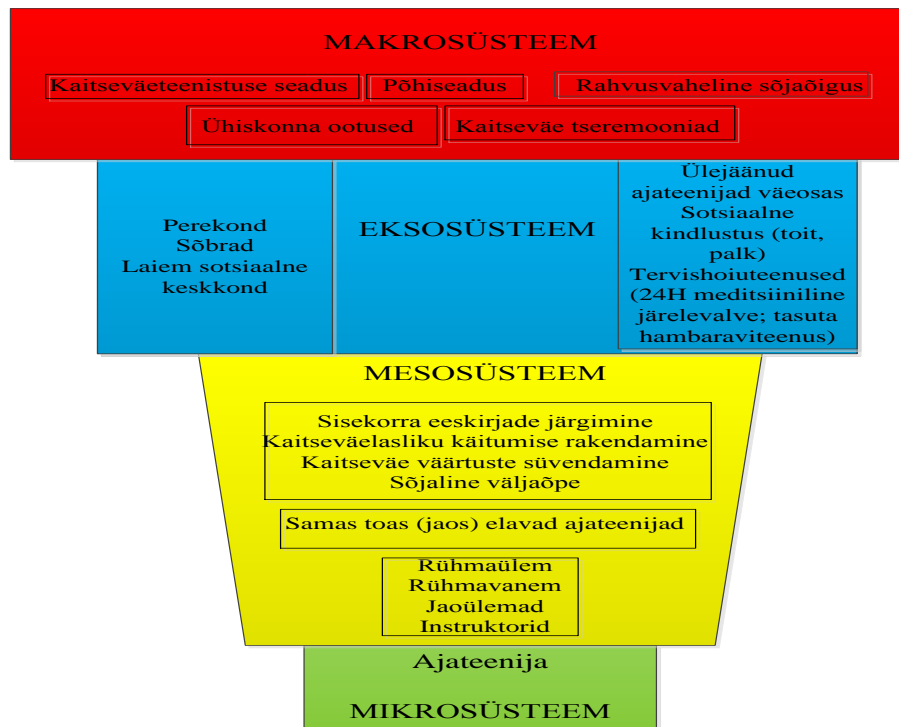 MAKROSÜSTEEM
Kaitseväeteenistuse seadus
Põhiseadus
Rahvusvaheline sõjaõigus
Ühiskonna ootused
Kaitseväe tseremooniad
Perekond
Sõbrad
Laiem sotsiaalne
keskkond
EKSOSÜSTEEM
Ülejäänud
ajateenijad väeosas
Sotsiaalne
kindlustus (toit,
palk)
Tervishoiuteenused
(24H meditsiiniline
järelevalve; tasuta
hambaraviteenus)
MESOSÜSTEEM
Sisekorra eeskirjade järgimine
Kaitseväelasliku käitumise rakendamine
Kaitseväe väärtuste süvendamine
Sõjaline väljaõpe
Samas toas (jaos) elavad ajateenijad
Rühmaülem
Rühmavanem
Jaoülemad
Instruktorid
Ajateenija
MIKROSÜSTEEM